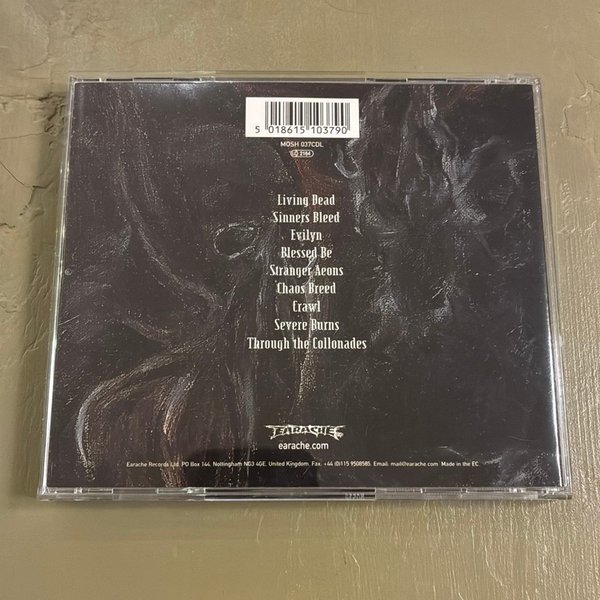 5 018615 103790
MOSH 037CDL
LC 2184
Living Dead
Sinners Bleed
Evilyn
Blessed Be
Stranger Aeons
Chaos Breed
Crawl
Severe Burns
Through the Collonades
EARACHE
earache.com
Earache Records Ltd. PO Box 144, Nottingham NG3 4GE, United Kingdom. Fax. +44 (0)115 9508585. Email: mail@earache.com Made in the EC.